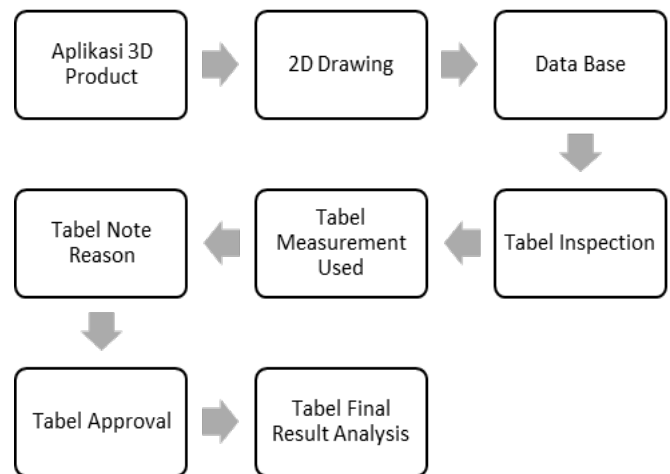 Aplikasi 3D
Product
2D Drawing
Data Base
Tabel Inspection
Tabel
Measurement
Used
Tabel Note
Reason
Tabel Approval
Tabel Final
Result Analysis